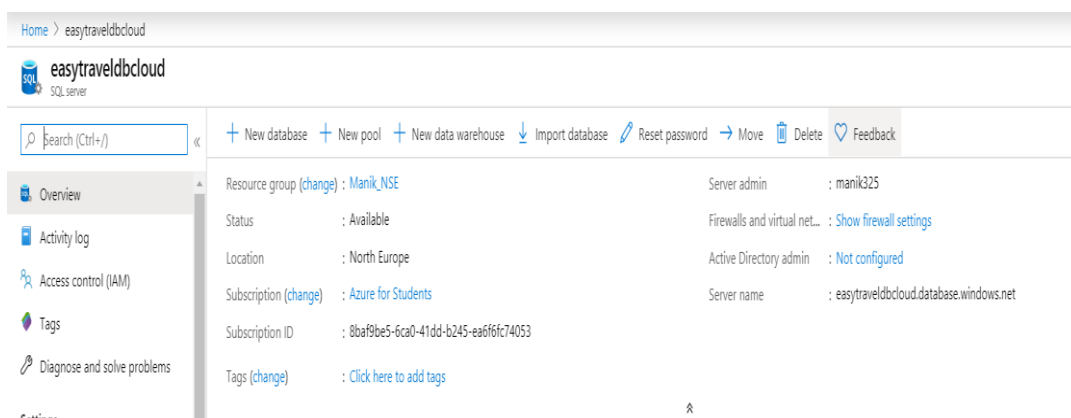 Home > easytraveldbcloud
easytraveldbcloud
SQL server
Search (Ctrl+/)
«
New database New pool New data warehouse Import database Reset password Move Delete Feedback
Overview
Activity log
Access control (IAM)
Tags
Diagnose and solve problems
Settings
Resource group (change) : Manik_NSE
Status : Available
Location : North Europe
Subscription (change) : Azure for Students
Subscription ID : 8baf9be5-6ca0-41dd-b245-ea6f6fc74053
Tags (change) : Click here to add tags
Server admin : manik325
Firewalls and virtual net... : Show firewall settings
Active Directory admin : Not configured
Server name : easytraveldbcloud.database.windows.net